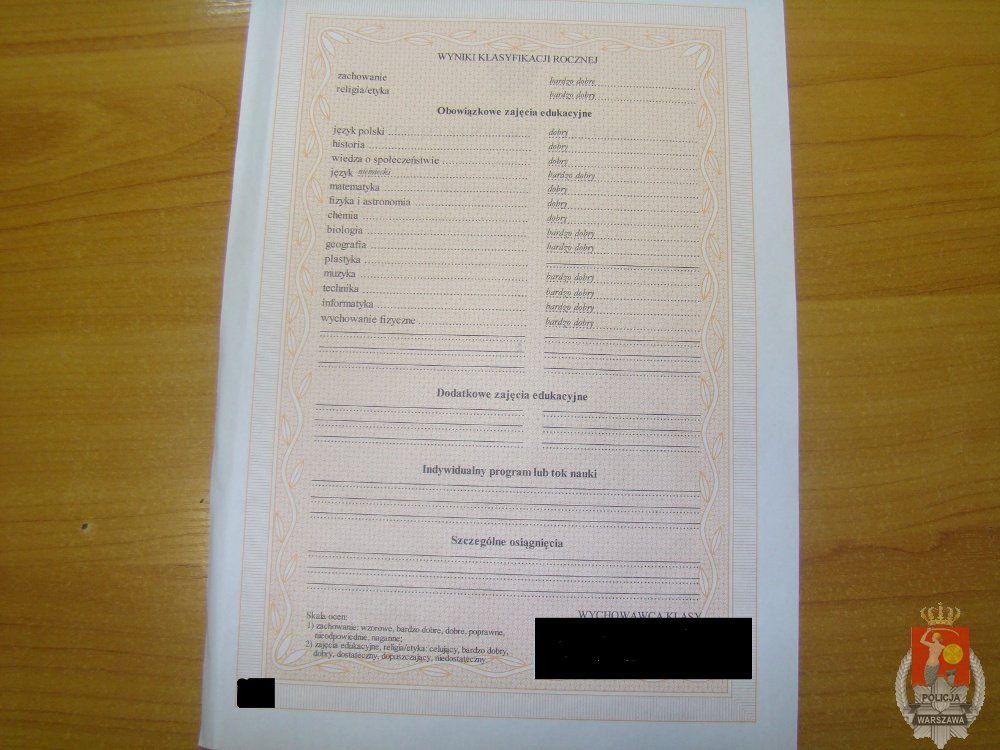 WYNIKI KLASYFIKACJI ROCZNEJ
zachowanie bardzo dobre
religia/etyka bardzo dobry
Obowiązkowe zajęcia edukacyjne
język polski dobry
historia dobry
wiedza o społeczeństwie dobry
język niemiecki bardzo dobry
matematyka dobry
fizyka i astronomia dobry
chemia dobry
biologia bardzo dobry
geografia bardzo dobry
plastyka
muzyka bardzo dobry
technika bardzo dobry
informatyka bardzo dobry
wychowanie fizyczne bardzo dobry
Dodatkowe zajęcia edukacyjne
Indywidualny program lub tok nauki
Szczególne osiągnięcia
WYCHOWAWCA KLASY
Skala ocen:
1) zachowanie: wzorowe, bardzo dobre, dobre, poprawne,
nieodpowiednie, naganne;
2) zajęcia edukacyjne, religia/etyka: celujący, bardzo dobry,
dobry, dostateczny, dopuszczający, niedostateczny.
POLICJA
WARSZAWA